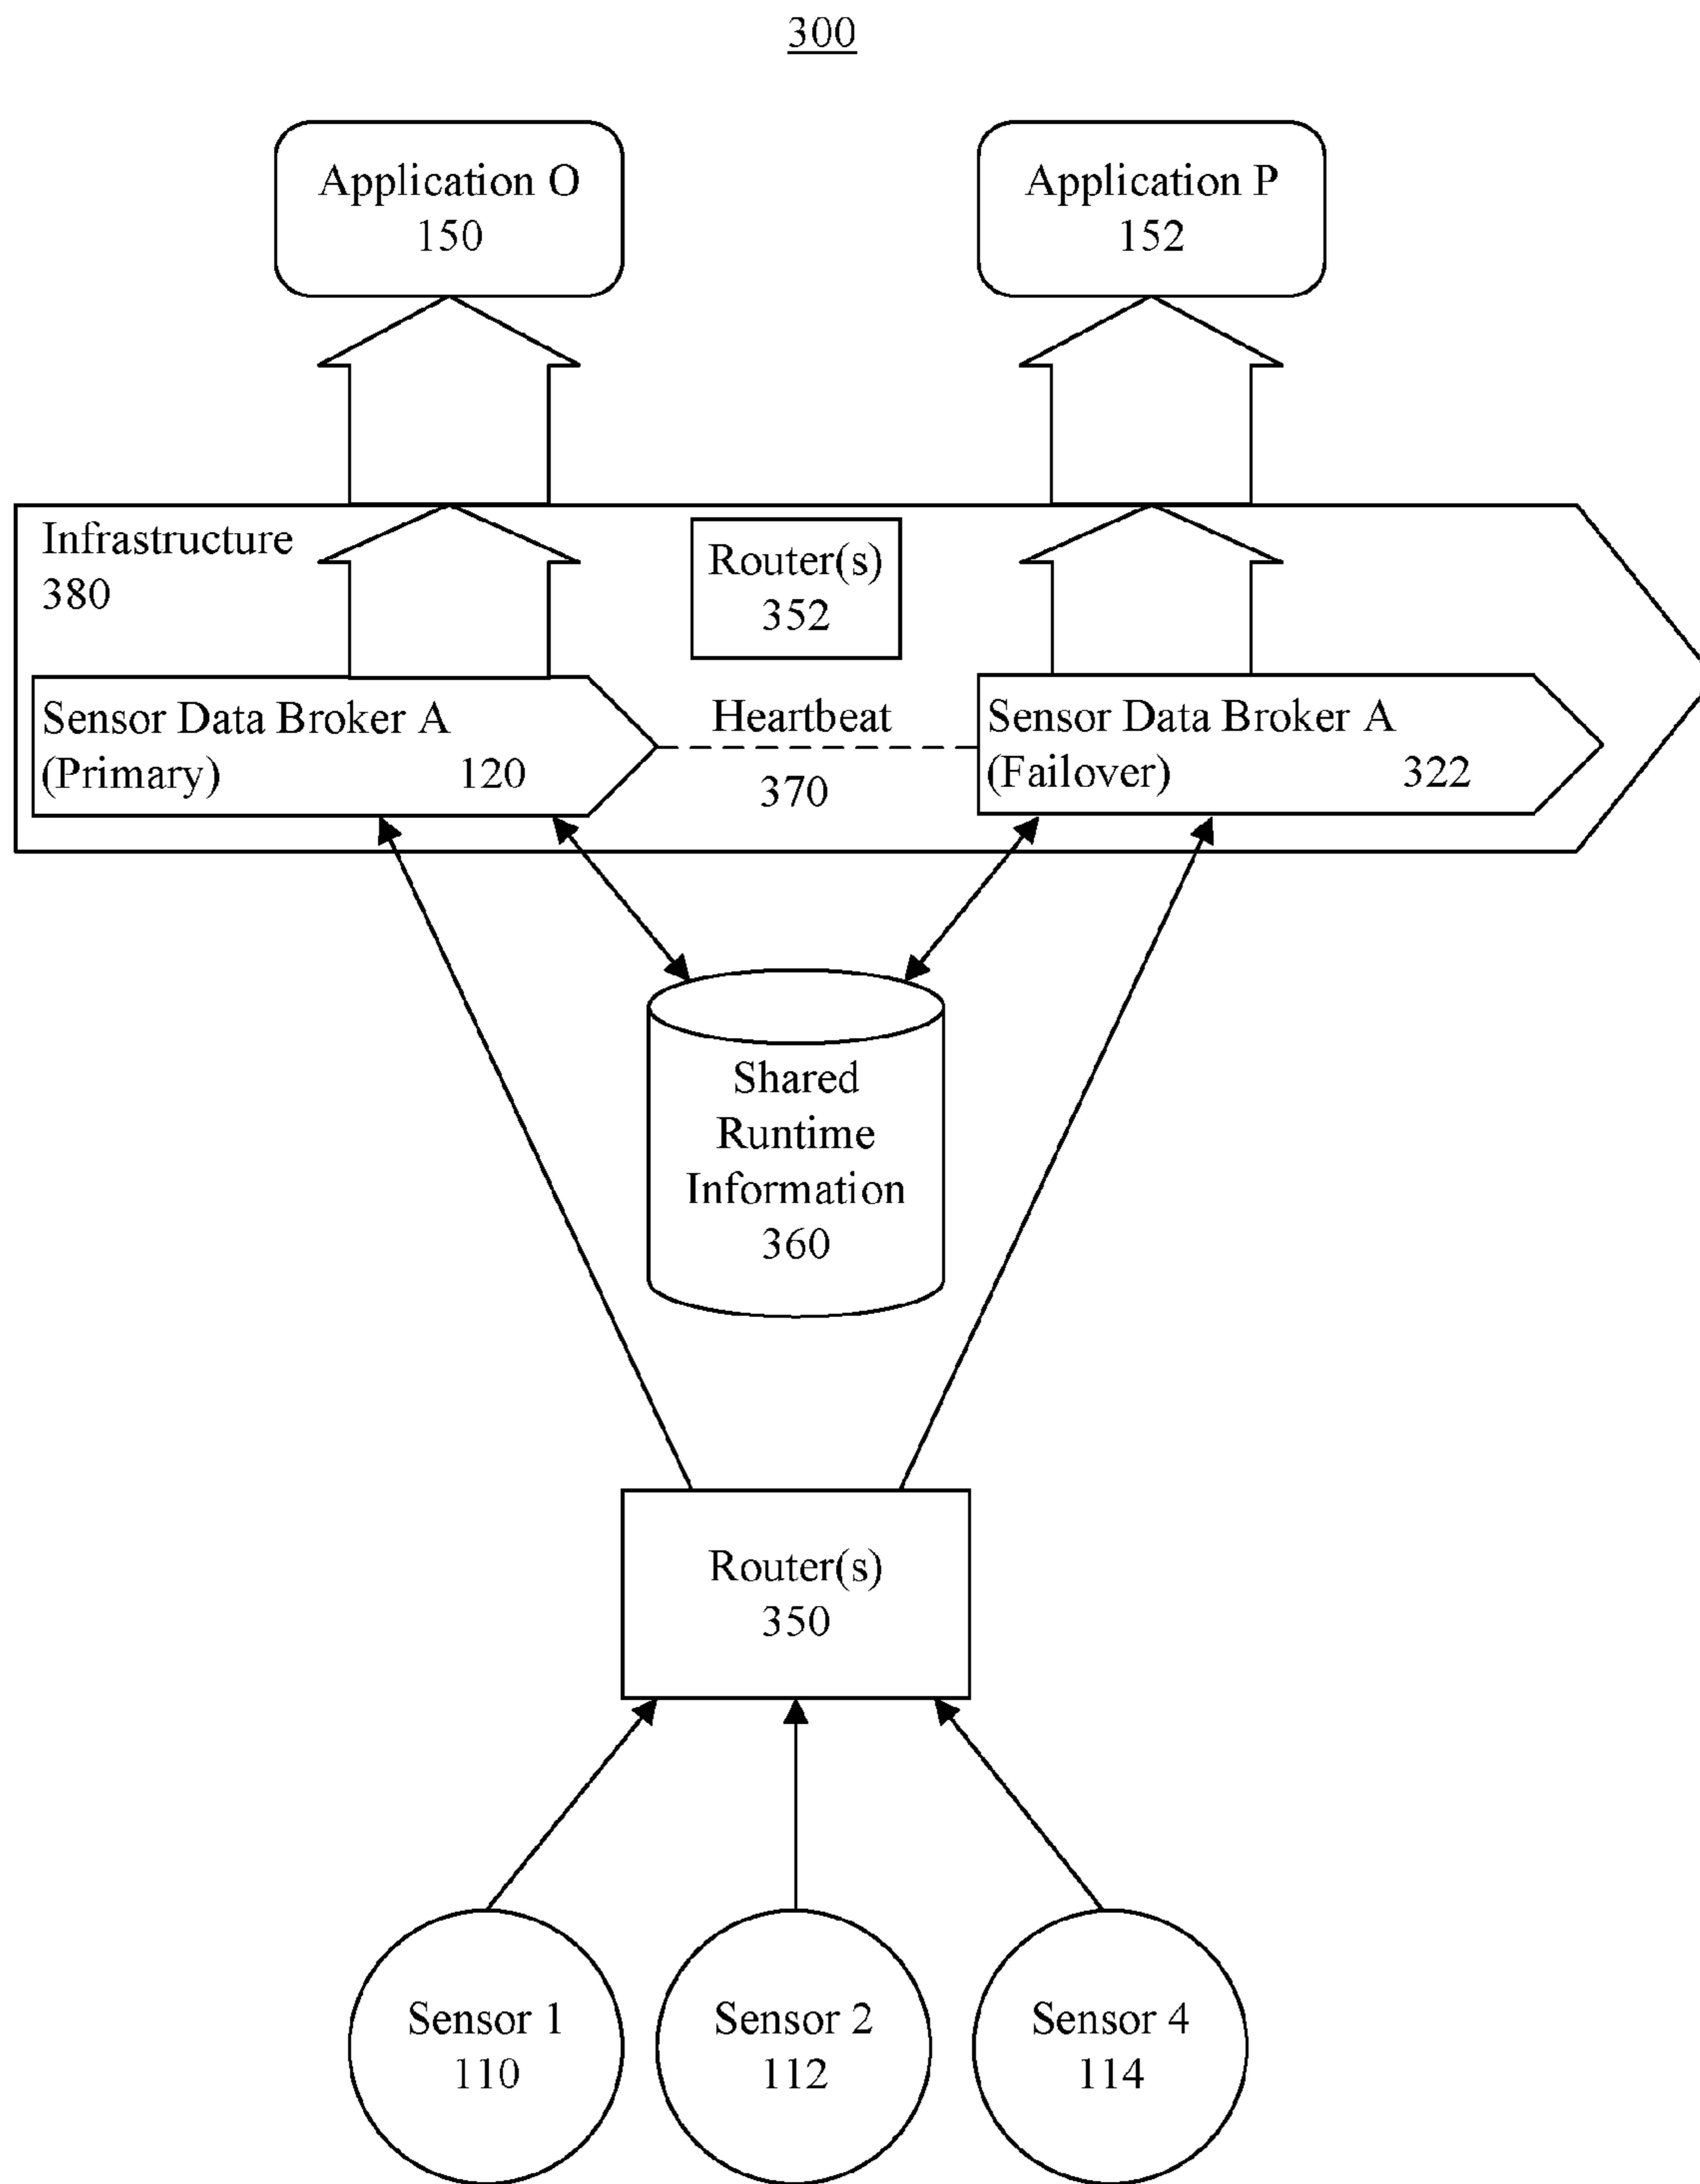 300
Application O
150
Application P
152
Infrastructure
380
Router(s)
352
Sensor Data Broker A
(Primary) 120
Heartbeat
370
Sensor Data Broker A
(Failover) 322
Shared
Runtime
Information
360
Router(s)
350
Sensor 1
110
Sensor 2
112
Sensor 4
114